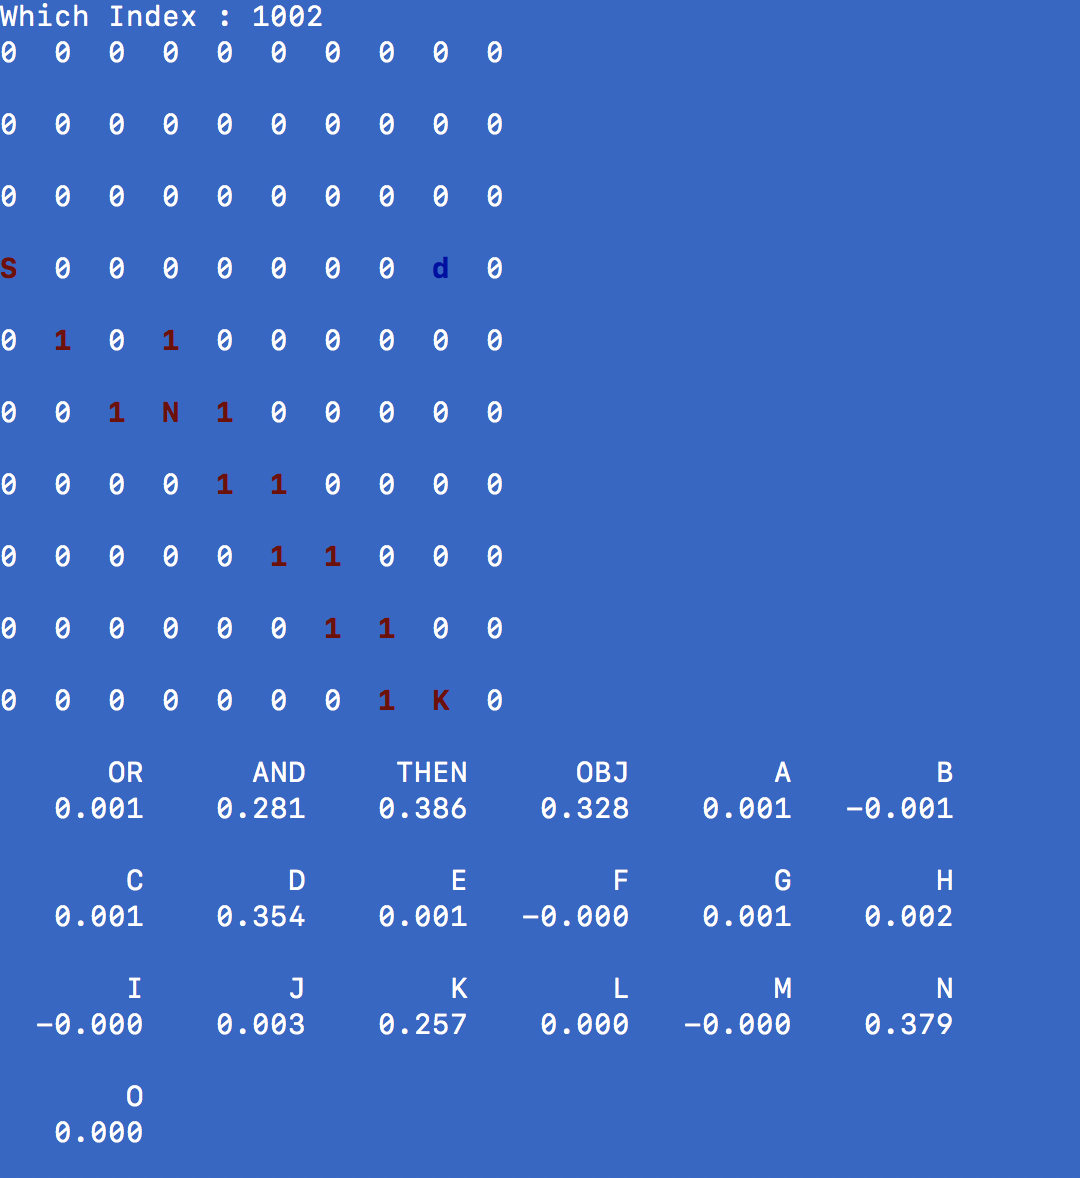 Which Index : 1002
0 0 0 0 0 0 0 0 0 0
0 0 0 0 0 0 0 0 0 0
0 0 0 0 0 0 0 0 0 0
S 0 0 0 0 0 0 0 d 0
0 1 0 1 0 0 0 0 0 0
0 0 1 N 1 0 0 0 0 0
0 0 0 0 1 1 0 0 0 0
0 0 0 0 0 1 1 0 0 0
0 0 0 0 0 0 1 1 0 0
0 0 0 0 0 0 0 1 K 0
OR AND THEN OBJ A B
0.001 0.281 0.386 0.328 0.001 −0.001
C D E F G H
0.001 0.354 0.001 −0.000 0.001 0.002
I J K L M N
−0.000 0.003 0.257 0.000 −0.000 0.379
O
0.000